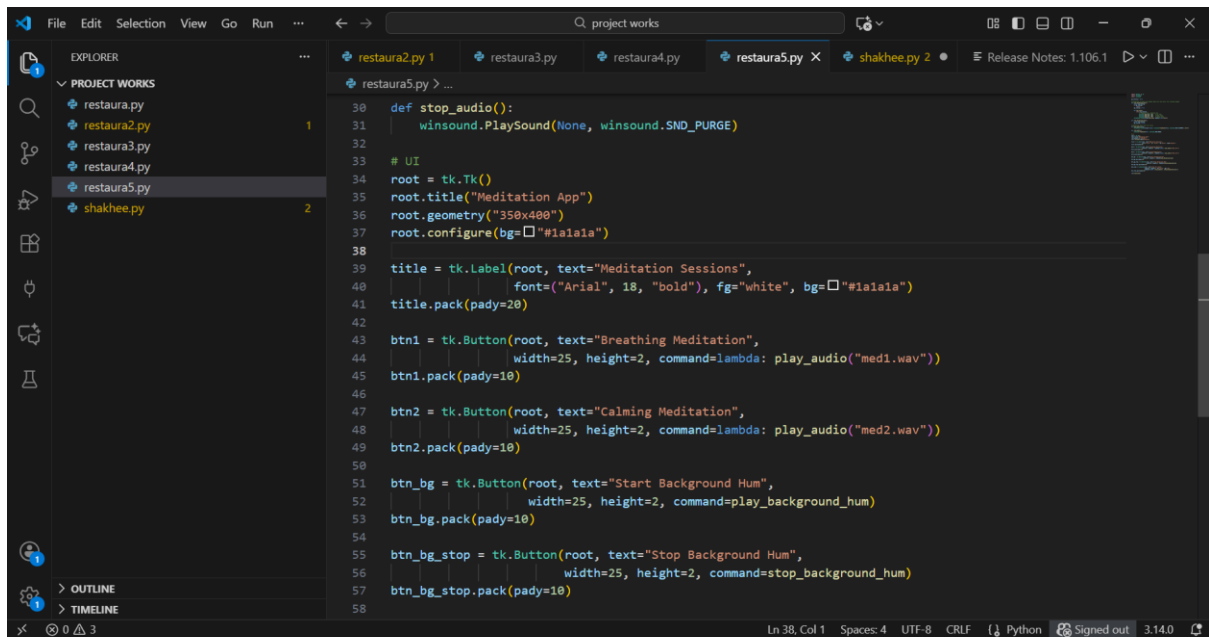 File Edit Selection View Go Run ··· ← → project works
EXPLORER ···
restaura2.py 1 restaura3.py restaura4.py restaura5.py × shakhee.py 2 ● Release Notes: 1.106.1 ···
PROJECT WORKS
restaura.py
restaura2.py 1
restaura3.py
restaura4.py
restaura5.py
shakhee.py 2
OUTLINE
TIMELINE
restaura5.py > ...
30 def stop_audio():
31     winsound.PlaySound(None, winsound.SND_PURGE)
32
33 # UI
34 root = tk.Tk()
35 root.title("Meditation App")
36 root.geometry("350x400")
37 root.configure(bg="#1a1a1a")
38
39 title = tk.Label(root, text="Meditation Sessions",
40                  font=("Arial", 18, "bold"), fg="white", bg="#1a1a1a")
41 title.pack(pady=20)
42
43 btn1 = tk.Button(root, text="Breathing Meditation",
44                  width=25, height=2, command=lambda: play_audio("med1.wav"))
45 btn1.pack(pady=10)
46
47 btn2 = tk.Button(root, text="Calming Meditation",
48                  width=25, height=2, command=lambda: play_audio("med2.wav"))
49 btn2.pack(pady=10)
50
51 btn_bg = tk.Button(root, text="Start Background Hum",
52                    width=25, height=2, command=play_background_hum)
53 btn_bg.pack(pady=10)
54
55 btn_bg_stop = tk.Button(root, text="Stop Background Hum",
56                         width=25, height=2, command=stop_background_hum)
57 btn_bg_stop.pack(pady=10)
58
1
1
1
0 3 Ln 38, Col 1 Spaces: 4 UTF-8 CRLF {} Python Signed out 3.14.0